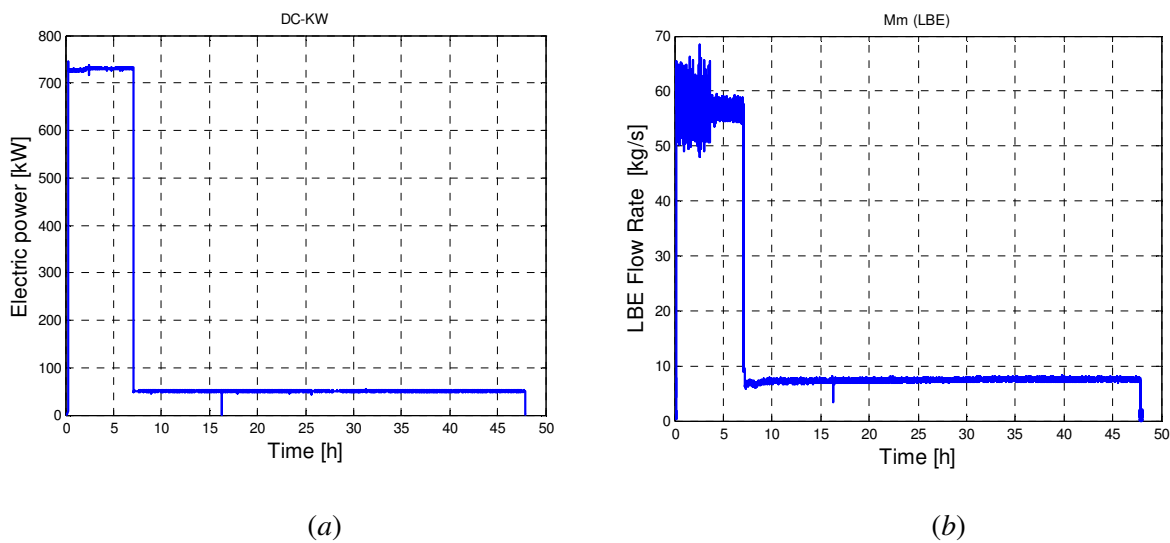 DC-KW
Electric power [kW]
800
700
600
500
400
300
200
100
0
0 5 10 15 20 25 30 35 40 45 50
Time [h]
(a)
Mm (LBE)
LBE Flow Rate [kg/s]
70
60
50
40
30
20
10
0
0 5 10 15 20 25 30 35 40 45 50
Time [h]
(b)